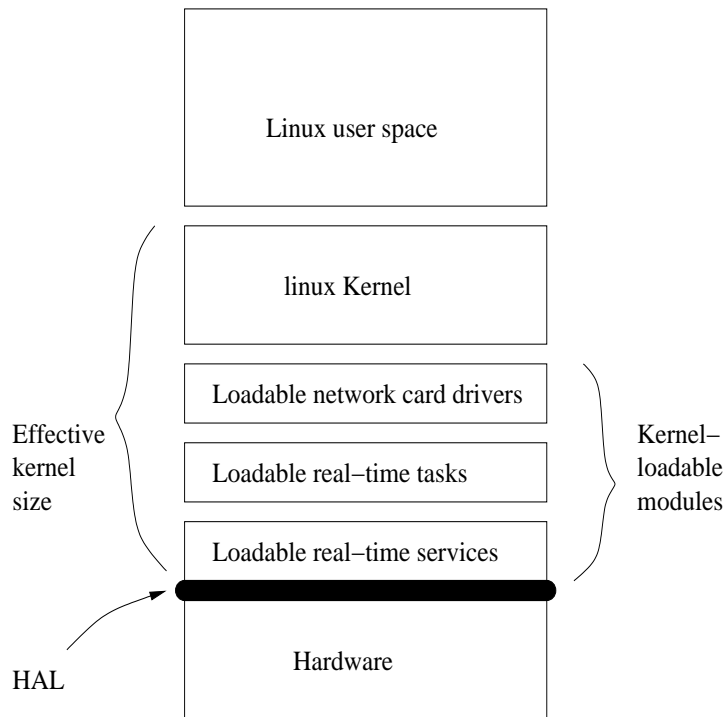 Linux user space
linux Kernel
Loadable network card drivers
Effective
kernel
size
Kernel–
loadable
modules
Loadable real–time tasks
Loadable real–time services
HAL
Hardware